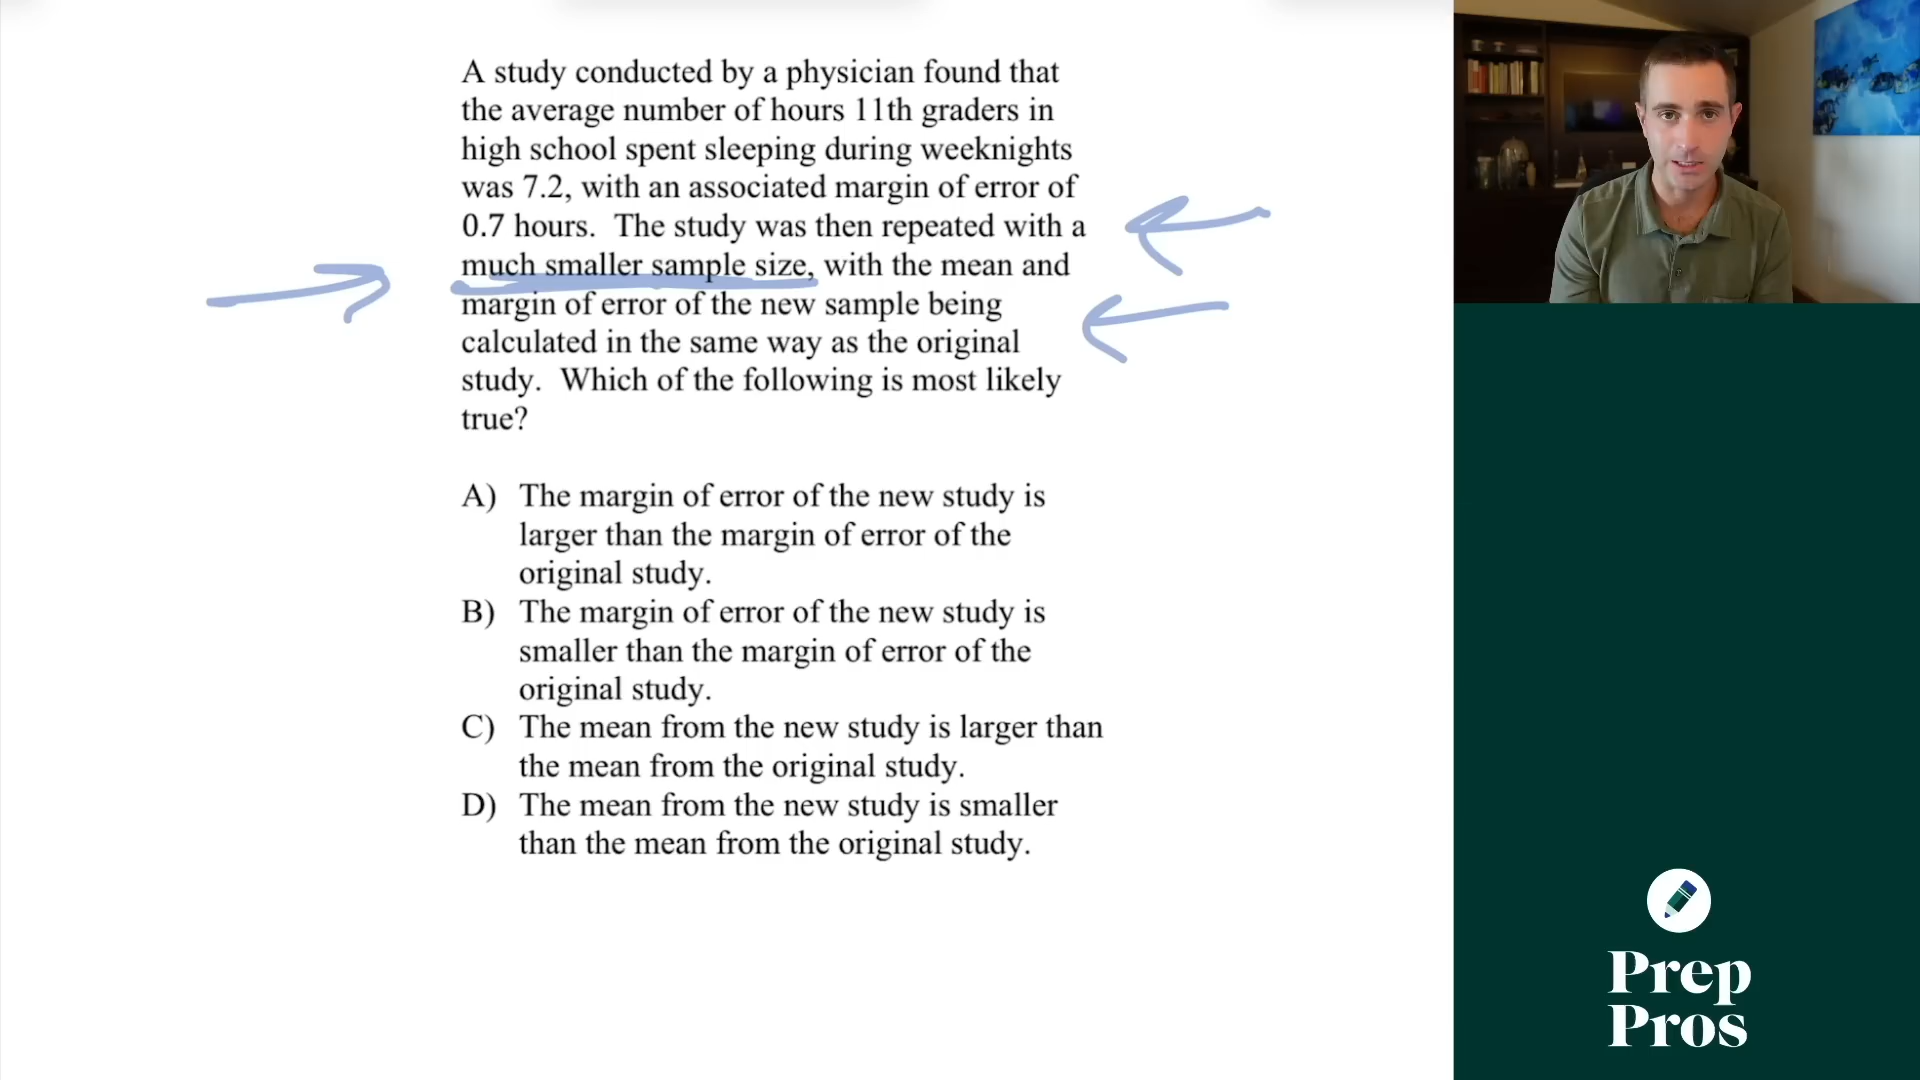 A study conducted by a physician found that
the average number of hours 11th graders in
high school spent sleeping during weeknights
was 7.2, with an associated margin of error of
0.7 hours.  The study was then repeated with a
much smaller sample size, with the mean and
margin of error of the new sample being
calculated in the same way as the original
study.  Which of the following is most likely
true?
A) The margin of error of the new study is
larger than the margin of error of the
original study.
B) The margin of error of the new study is
smaller than the margin of error of the
original study.
C) The mean from the new study is larger than
the mean from the original study.
D) The mean from the new study is smaller
than the mean from the original study.
Prep
Pros